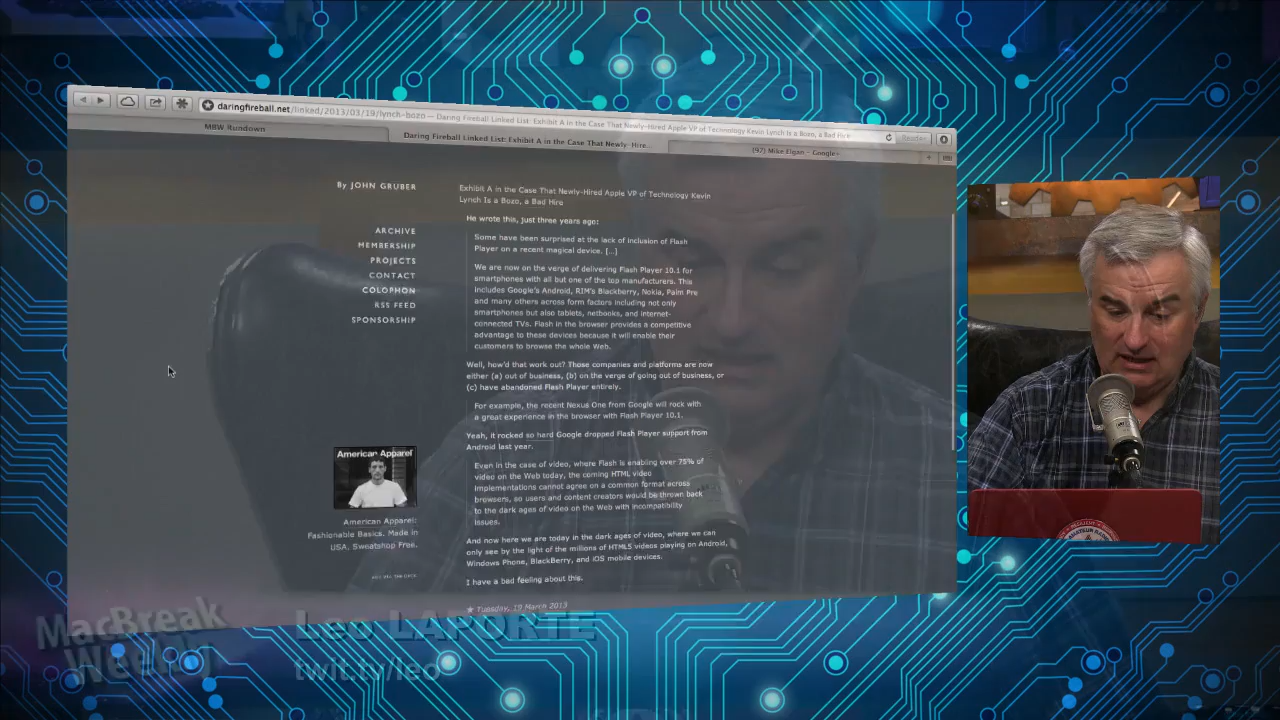 daringfireball.net/linked/2013/03/19/lynch-bozo — Daring Fireball Linked List: Exhibit A in the Case That Newly-Hired Apple VP of Technology Kevin Lynch Is a Bozo, a Bad Hire
Reader
MBW Rundown
Daring Fireball Linked List: Exhibit A in the Case That Newly-Hire...
(97) Mike Elgan - Google+
By JOHN GRUBER
ARCHIVE
MEMBERSHIP
PROJECTS
CONTACT
COLOPHON
RSS FEED
SPONSORSHIP
American Apparel
American Apparel:
Fashionable Basics. Made in
USA, Sweatshop Free.
ADS VIA THE DECK
Exhibit A in the Case That Newly-Hired Apple VP of Technology Kevin
Lynch Is a Bozo, a Bad Hire
He wrote this, just three years ago:
Some have been surprised at the lack of inclusion of Flash
Player on a recent magical device. [...]
We are now on the verge of delivering Flash Player 10.1 for
smartphones with all but one of the top manufacturers. This
includes Google's Android, RIM's Blackberry, Nokia, Palm Pre
and many others across form factors including not only
smartphones but also tablets, netbooks, and internet-
connected TVs. Flash in the browser provides a competitive
advantage to these devices because it will enable their
customers to browse the whole Web.
Well, how'd that work out? Those companies and platforms are now
either (a) out of business, (b) on the verge of going out of business, or
(c) have abandoned Flash Player entirely.
For example, the recent Nexus One from Google will rock with
a great experience in the browser with Flash Player 10.1.
Yeah, it rocked so hard Google dropped Flash Player support from
Android last year.
Even in the case of video, where Flash is enabling over 75% of
video on the Web today, the coming HTML video
implementations cannot agree on a common format across
browsers, so users and content creators would be thrown back
to the dark ages of video on the Web with incompatibility
issues.
And now here we are today in the dark ages of video, where we can
only see by the light of the millions of HTML5 videos playing on Android,
Windows Phone, BlackBerry, and iOS mobile devices.
I have a bad feeling about this.
★ Tuesday, 19 March 2013
MacBreak
Weekly
Leo LAPORTE
twit.tv/leo